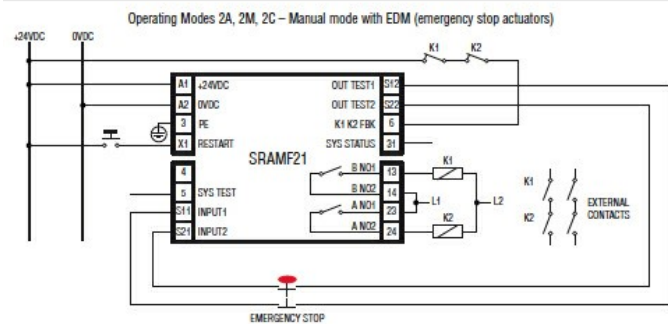 Operating Modes 2A, 2M, 2C – Manual mode with EDM (emergency stop actuators)
+24VDC 0VDC
K1 K2
A1 +24VDC OUT TEST1 S12
A2 0VDC OUT TEST2 S22
3 PE K1 K2 FBK 6
X1 RESTART SYS STATUS 31
SRAMF21
4 B NO1 13 K1
5 SYS TEST B NO2 14 L1 L2
S11 INPUT1 A NO1 23
S21 INPUT2 A NO2 24 K2
K1
K2
EXTERNAL
CONTACTS
EMERGENCY STOP